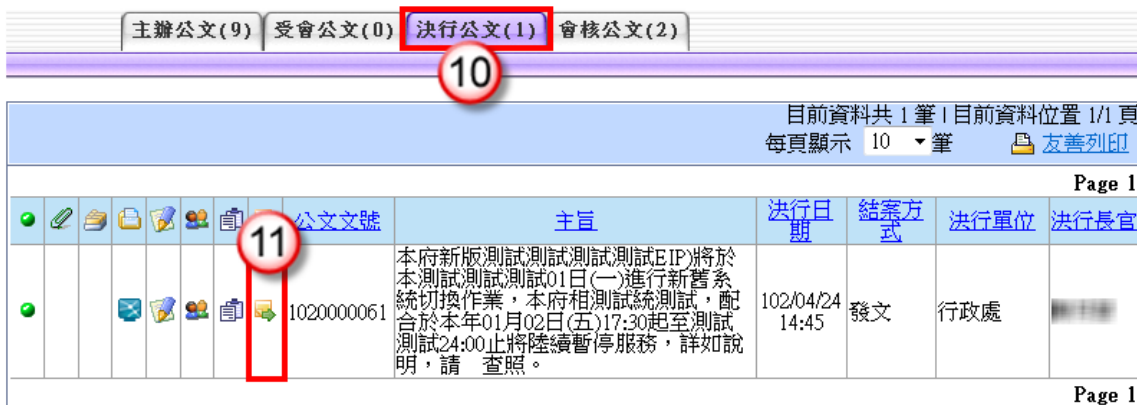 主辦公文(9) 受會公文(0) 決行公文(1) 會核公文(2)
10
目前資料共 1 筆 | 目前資料位置 1/1 頁
每頁顯示 10 筆 友善列印
Page 1
11
公文文號 主旨 決行日期 結案方式 決行單位 決行長官
本府新版測試測試測試測試EIP)將於
本測試測試測試01日(一)進行新舊系
統切換作業，本府相測試統測試，配
合於本年01月02日(五)17:30起至測試
測試24:00止將陸續暫停服務，詳如說
明，請 查照。
1020000061
102/04/24
14:45
發文
行政處
Page 1